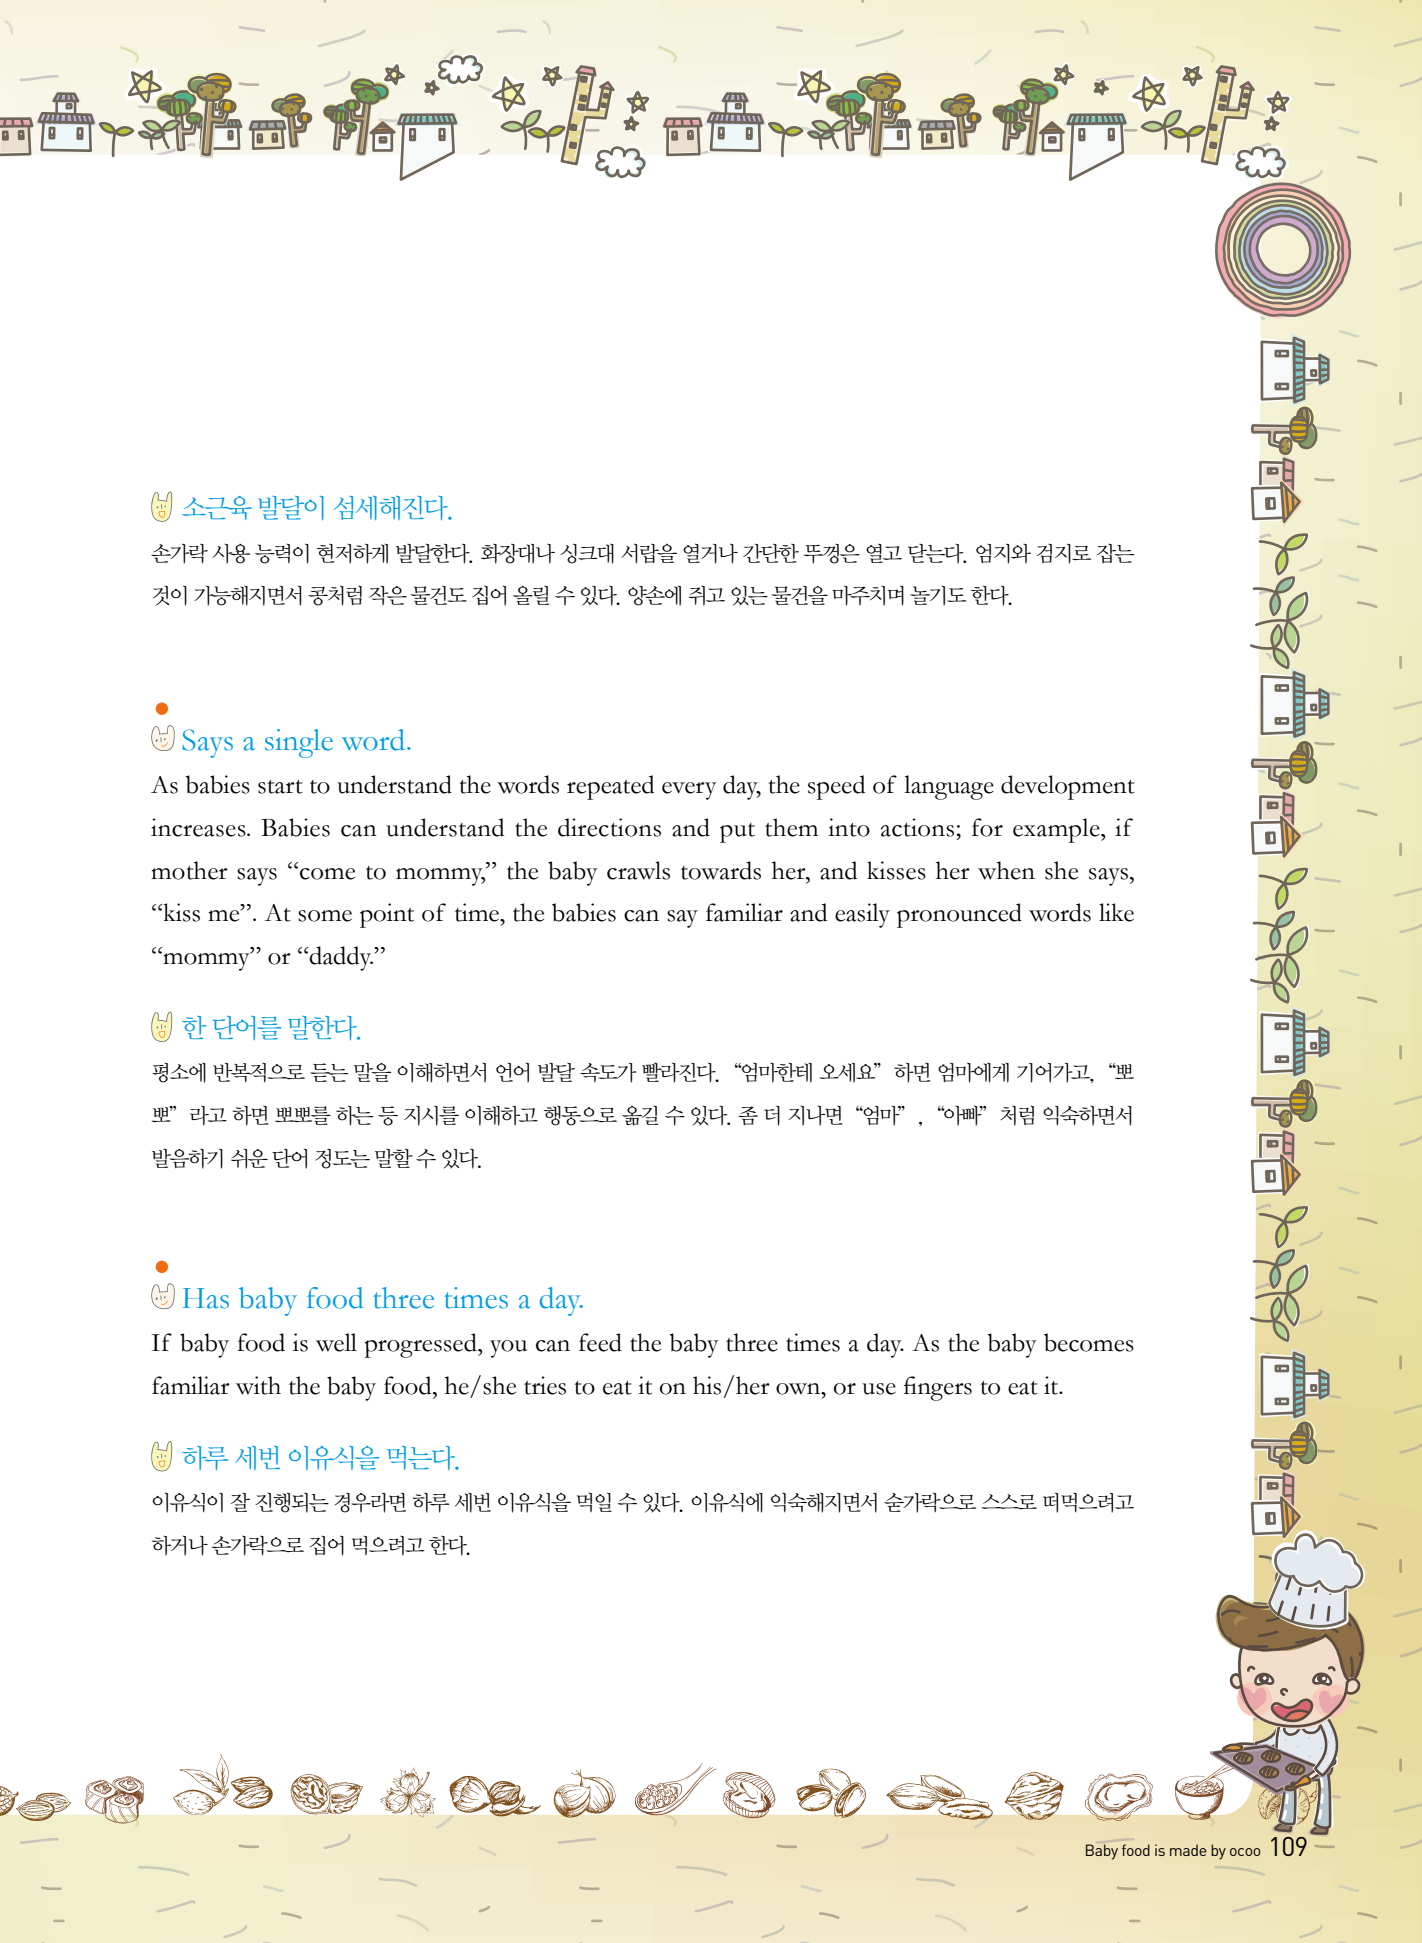 소근육 발달이 섬세해진다.
손가락 사용 능력이 현저하게 발달한다. 화장대나 싱크대 서랍을 열거나 간단한 뚜껑은 열고 닫는다. 엄지와 검지로 잡는
것이 가능해지면서 콩처럼 작은 물건도 집어 올릴 수 있다. 양손에 쥐고 있는 물건을 마주치며 놀기도 한다.
Says a single word.
As babies start to understand the words repeated every day, the speed of language development
increases. Babies can understand the directions and put them into actions; for example, if
mother says “come to mommy,” the baby crawls towards her, and kisses her when she says,
“kiss me”. At some point of time, the babies can say familiar and easily pronounced words like
“mommy” or “daddy.”
한 단어를 말한다.
평소에 반복적으로 듣는 말을 이해하면서 언어 발달 속도가 빨라진다. “엄마한테 오세요” 하면 엄마에게 기어가고, “뽀
뽀” 라고 하면 뽀뽀를 하는 등 지시를 이해하고 행동으로 옮길 수 있다. 좀 더 지나면 “엄마” , “아빠” 처럼 익숙하면서
발음하기 쉬운 단어 정도는 말할 수 있다.
Has baby food three times a day.
If baby food is well progressed, you can feed the baby three times a day. As the baby becomes
familiar with the baby food, he/she tries to eat it on his/her own, or use fingers to eat it.
하루 세번 이유식을 먹는다.
이유식이 잘 진행되는 경우라면 하루 세번 이유식을 먹일 수 있다. 이유식에 익숙해지면서 숟가락으로 스스로 떠먹으려고
하거나 손가락으로 집어 먹으려고 한다.
Baby food is made by ocoo 109